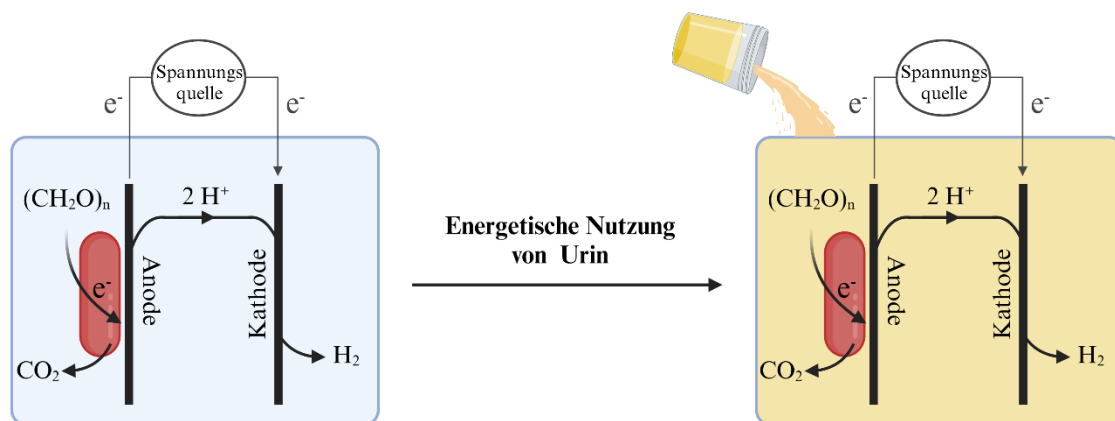 Spannungs
quelle
e-
e-
(CH₂O)ₙ
2 H⁺
e-
Anode
Kathode
CO₂
H₂
Energetische Nutzung
von Urin
Spannungs
quelle
e-
e-
(CH₂O)ₙ
2 H⁺
e-
Anode
Kathode
CO₂
H₂